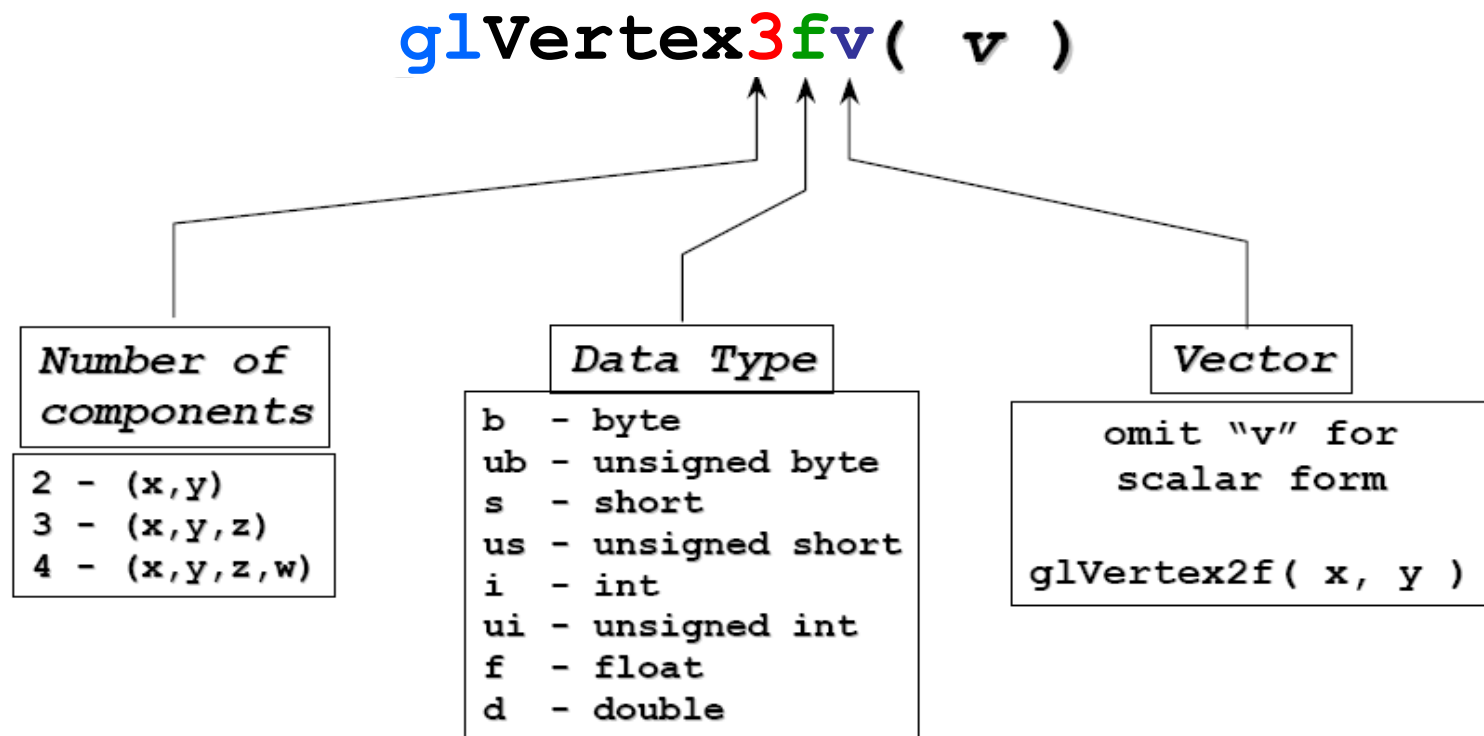 glVertex3fv( v )
Number of
components
2 - (x,y)
3 - (x,y,z)
4 - (x,y,z,w)
Data Type
b - byte
ub - unsigned byte
s - short
us - unsigned short
i - int
ui - unsigned int
f - float
d - double
Vector
omit “v” for
scalar form
glVertex2f( x, y )